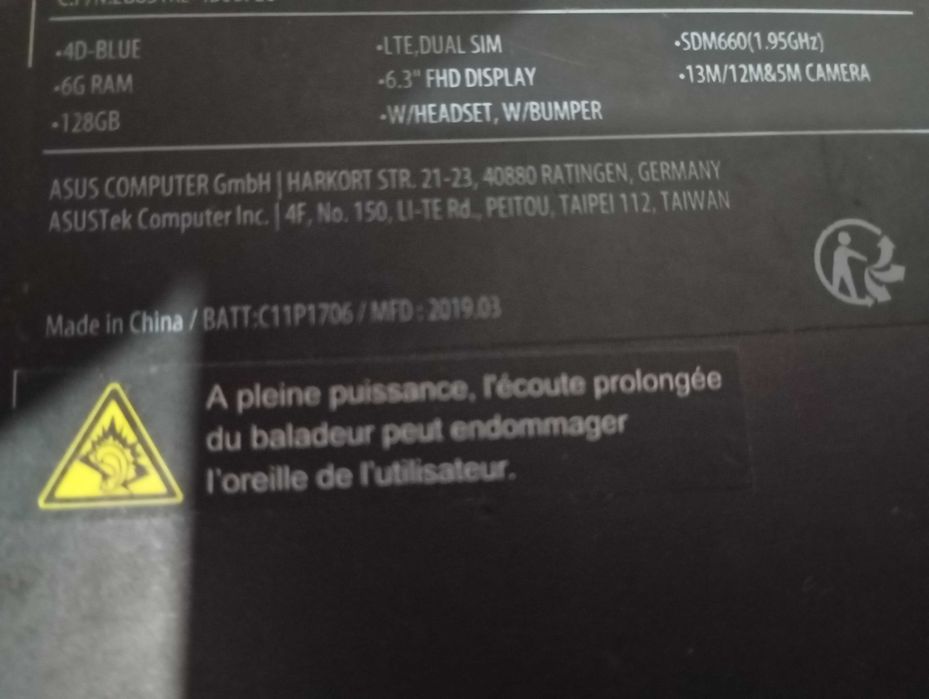 •4D-BLUE
•6G RAM
•128GB
•LTE,DUAL SIM
•6.3" FHD DISPLAY
•W/HEADSET, W/BUMPER
•SDM660(1.95GHz)
•13M/12M&5M CAMERA
ASUS COMPUTER GmbH | HARKORT STR. 21-23, 40880 RATINGEN, GERMANY
ASUSTek Computer Inc. | 4F, No. 150, LI-TE Rd., PEITOU, TAIPEI 112, TAIWAN
Made in China / BATT:C11P1706 / MFD : 2019.03
A pleine puissance, l'écoute prolongée
du baladeur peut endommager
l'oreille de l'utilisateur.